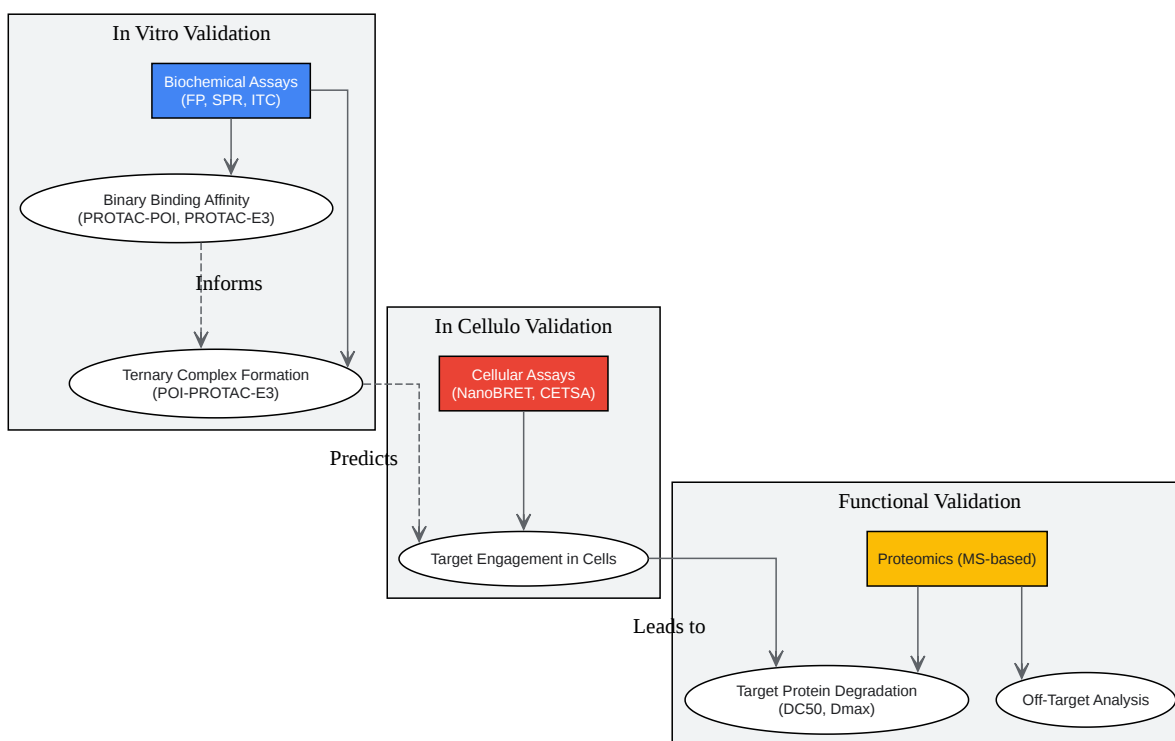 In Vitro Validation
Biochemical Assays
(FP, SPR, ITC)
Binary Binding Affinity
(PROTAC-POI, PROTAC-E3)
Informs
Ternary Complex Formation
(POI-PROTAC-E3)
Predicts
In Cellulo Validation
Cellular Assays
(NanoBRET, CETSA)
Target Engagement in Cells
Leads to
Functional Validation
Proteomics (MS-based)
Target Protein Degradation
(DC50, Dmax)
Off-Target Analysis